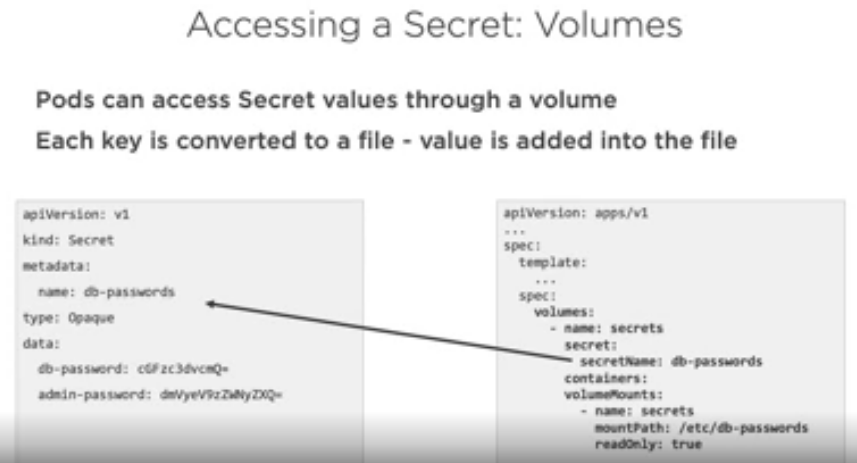 Accessing a Secret: Volumes
Pods can access Secret values through a volume
Each key is converted to a file - value is added into the file
apiVersion: v1
kind: Secret
metadata:
name: db-passwords
type: Opaque
data:
db-password: cGFzc3dvcmQ=
admin-password: dmVyeV9zZWNyZXQ=
apiVersion: apps/v1
...
spec:
template:
...
spec:
volumes:
- name: secrets
secret:
secretName: db-passwords
containers:
volumeMounts:
- name: secrets
mountPath: /etc/db-passwords
readOnly: true